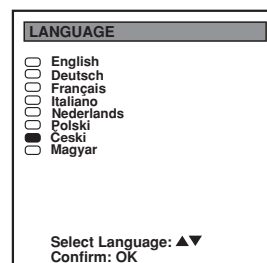 LANGUAGE
English
Deutsch
Français
Italiano
Nederlands
Polski
Česki
Magyar
Select Language: ▲▼
Confirm: OK